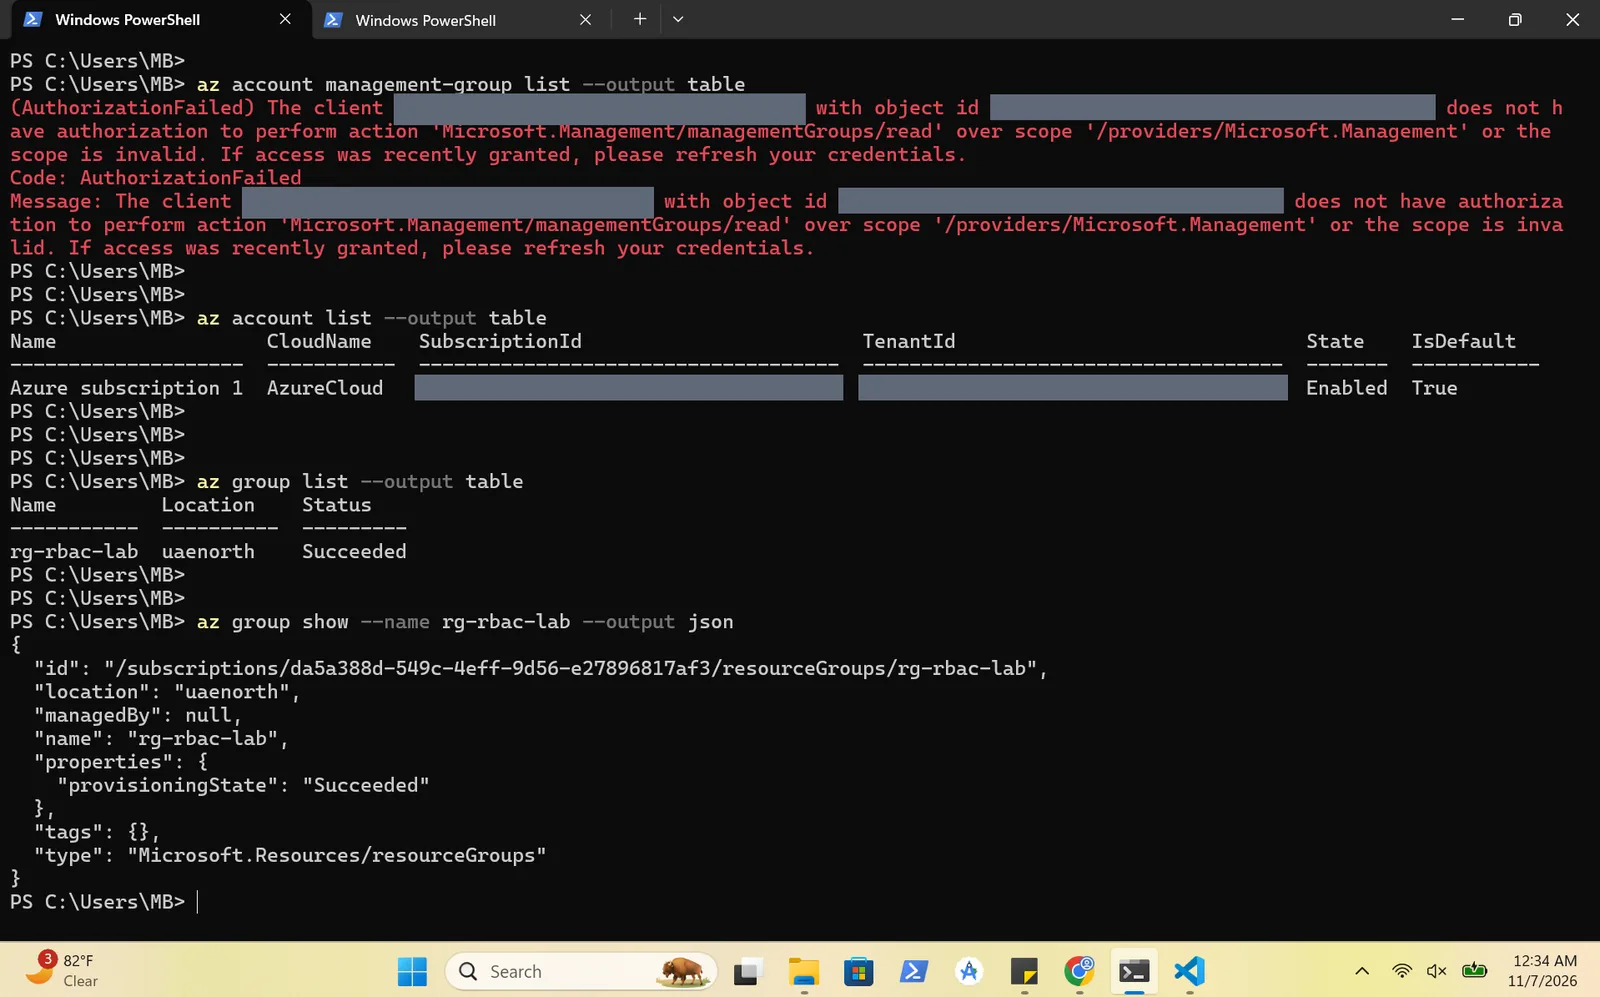 Windows PowerShell
Windows PowerShell
PS C:\Users\MB>
PS C:\Users\MB> az account management-group list --output table
(AuthorizationFailed) The client with object id does not h
ave authorization to perform action 'Microsoft.Management/managementGroups/read' over scope '/providers/Microsoft.Management' or the
scope is invalid. If access was recently granted, please refresh your credentials.
Code: AuthorizationFailed
Message: The client with object id does not have authoriza
tion to perform action 'Microsoft.Management/managementGroups/read' over scope '/providers/Microsoft.Management' or the scope is inva
lid. If access was recently granted, please refresh your credentials.
PS C:\Users\MB>
PS C:\Users\MB>
PS C:\Users\MB> az account list --output table
Name CloudName SubscriptionId TenantId State IsDefault
-------------------- ----------- ------------------------------------ ------------------------------------ ------- -----------
Azure subscription 1 AzureCloud Enabled True
PS C:\Users\MB>
PS C:\Users\MB>
PS C:\Users\MB>
PS C:\Users\MB> az group list --output table
Name Location Status
----------- ---------- ---------
rg-rbac-lab uaenorth Succeeded
PS C:\Users\MB>
PS C:\Users\MB>
PS C:\Users\MB> az group show --name rg-rbac-lab --output json
{
"id": "/subscriptions/da5a388d-549c-4eff-9d56-e27896817af3/resourceGroups/rg-rbac-lab",
"location": "uaenorth",
"managedBy": null,
"name": "rg-rbac-lab",
"properties": {
"provisioningState": "Succeeded"
},
"tags": {},
"type": "Microsoft.Resources/resourceGroups"
}
PS C:\Users\MB>
3
82°F
Clear
Search
12:34 AM
11/7/2026